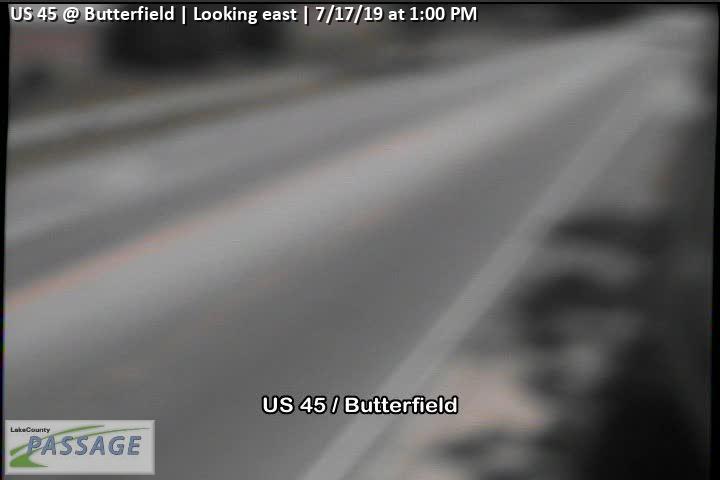 US 45 @ Butterfield | Looking east | 7/17/19 at 1:00 PM
US 45 / Butterfield
LakeCounty
PASSAGE